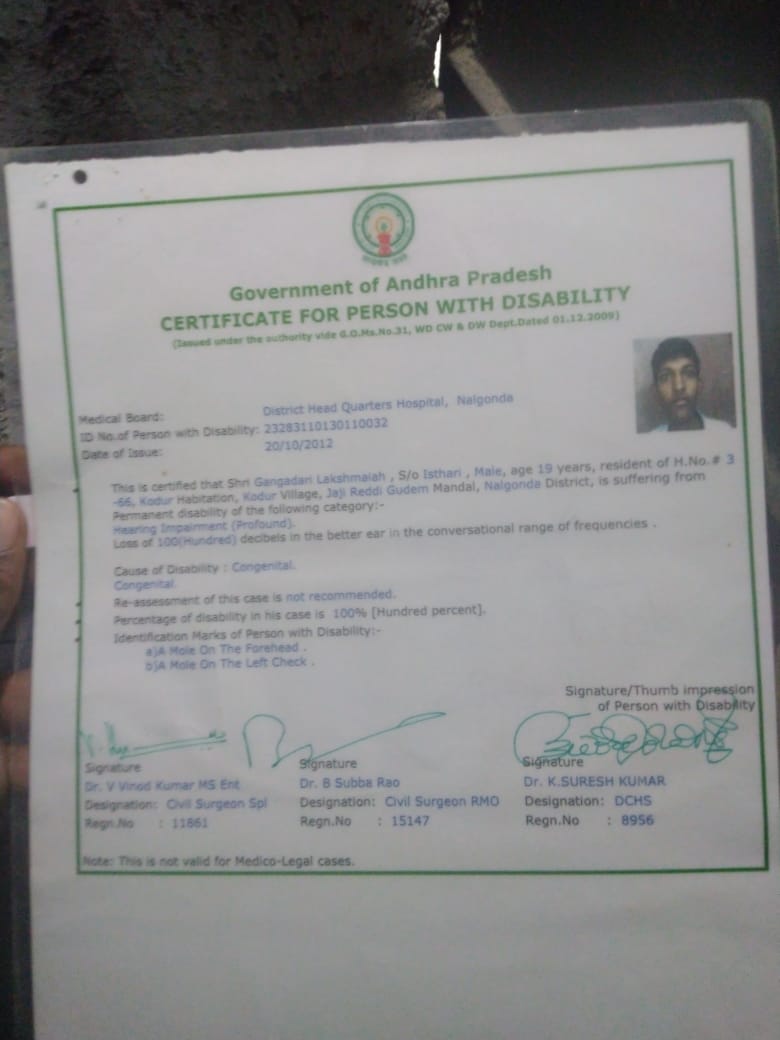 Government of Andhra Pradesh
CERTIFICATE FOR PERSON WITH DISABILITY
(Issued under the authority vide G.O.Ms.No.31, WD CW & DW Dept.Dated 01.12.2009)
Medical Board: District Head Quarters Hospital, Nalgonda
ID No.of Person with Disability: 23283110130110032
Date of Issue: 20/10/2012
This is certified that Shri Gangadari Lakshmaiah , S/o Isthari , Male, age 19 years, resident of H.No.# 3
-66, Kodur Habitation, Kodur Village, Jaji Reddi Gudem Mandal, Nalgonda District, is suffering from
Permanent disability of the following category:-
Hearing Impairment (Profound).
Loss of 100(Hundred) decibels in the better ear in the conversational range of frequencies .
Cause of Disability : Congenital.
Congenital.
Re-assessment of this case is not recommended.
Percentage of disability in his case is 100% [Hundred percent].
Identification Marks of Person with Disability:-
a)A Mole On The Forehead .
b)A Mole On The Left Check .
Signature/Thumb impression
of Person with Disability
Signature Signature Signature
Dr. V Vinod Kumar MS Ent Dr. B Subba Rao Dr. K.SURESH KUMAR
Designation: Civil Surgeon Spl Designation: Civil Surgeon RMO Designation: DCHS
Regn.No : 11861 Regn.No : 15147 Regn.No : 8956
Note: This is not valid for Medico-Legal cases.